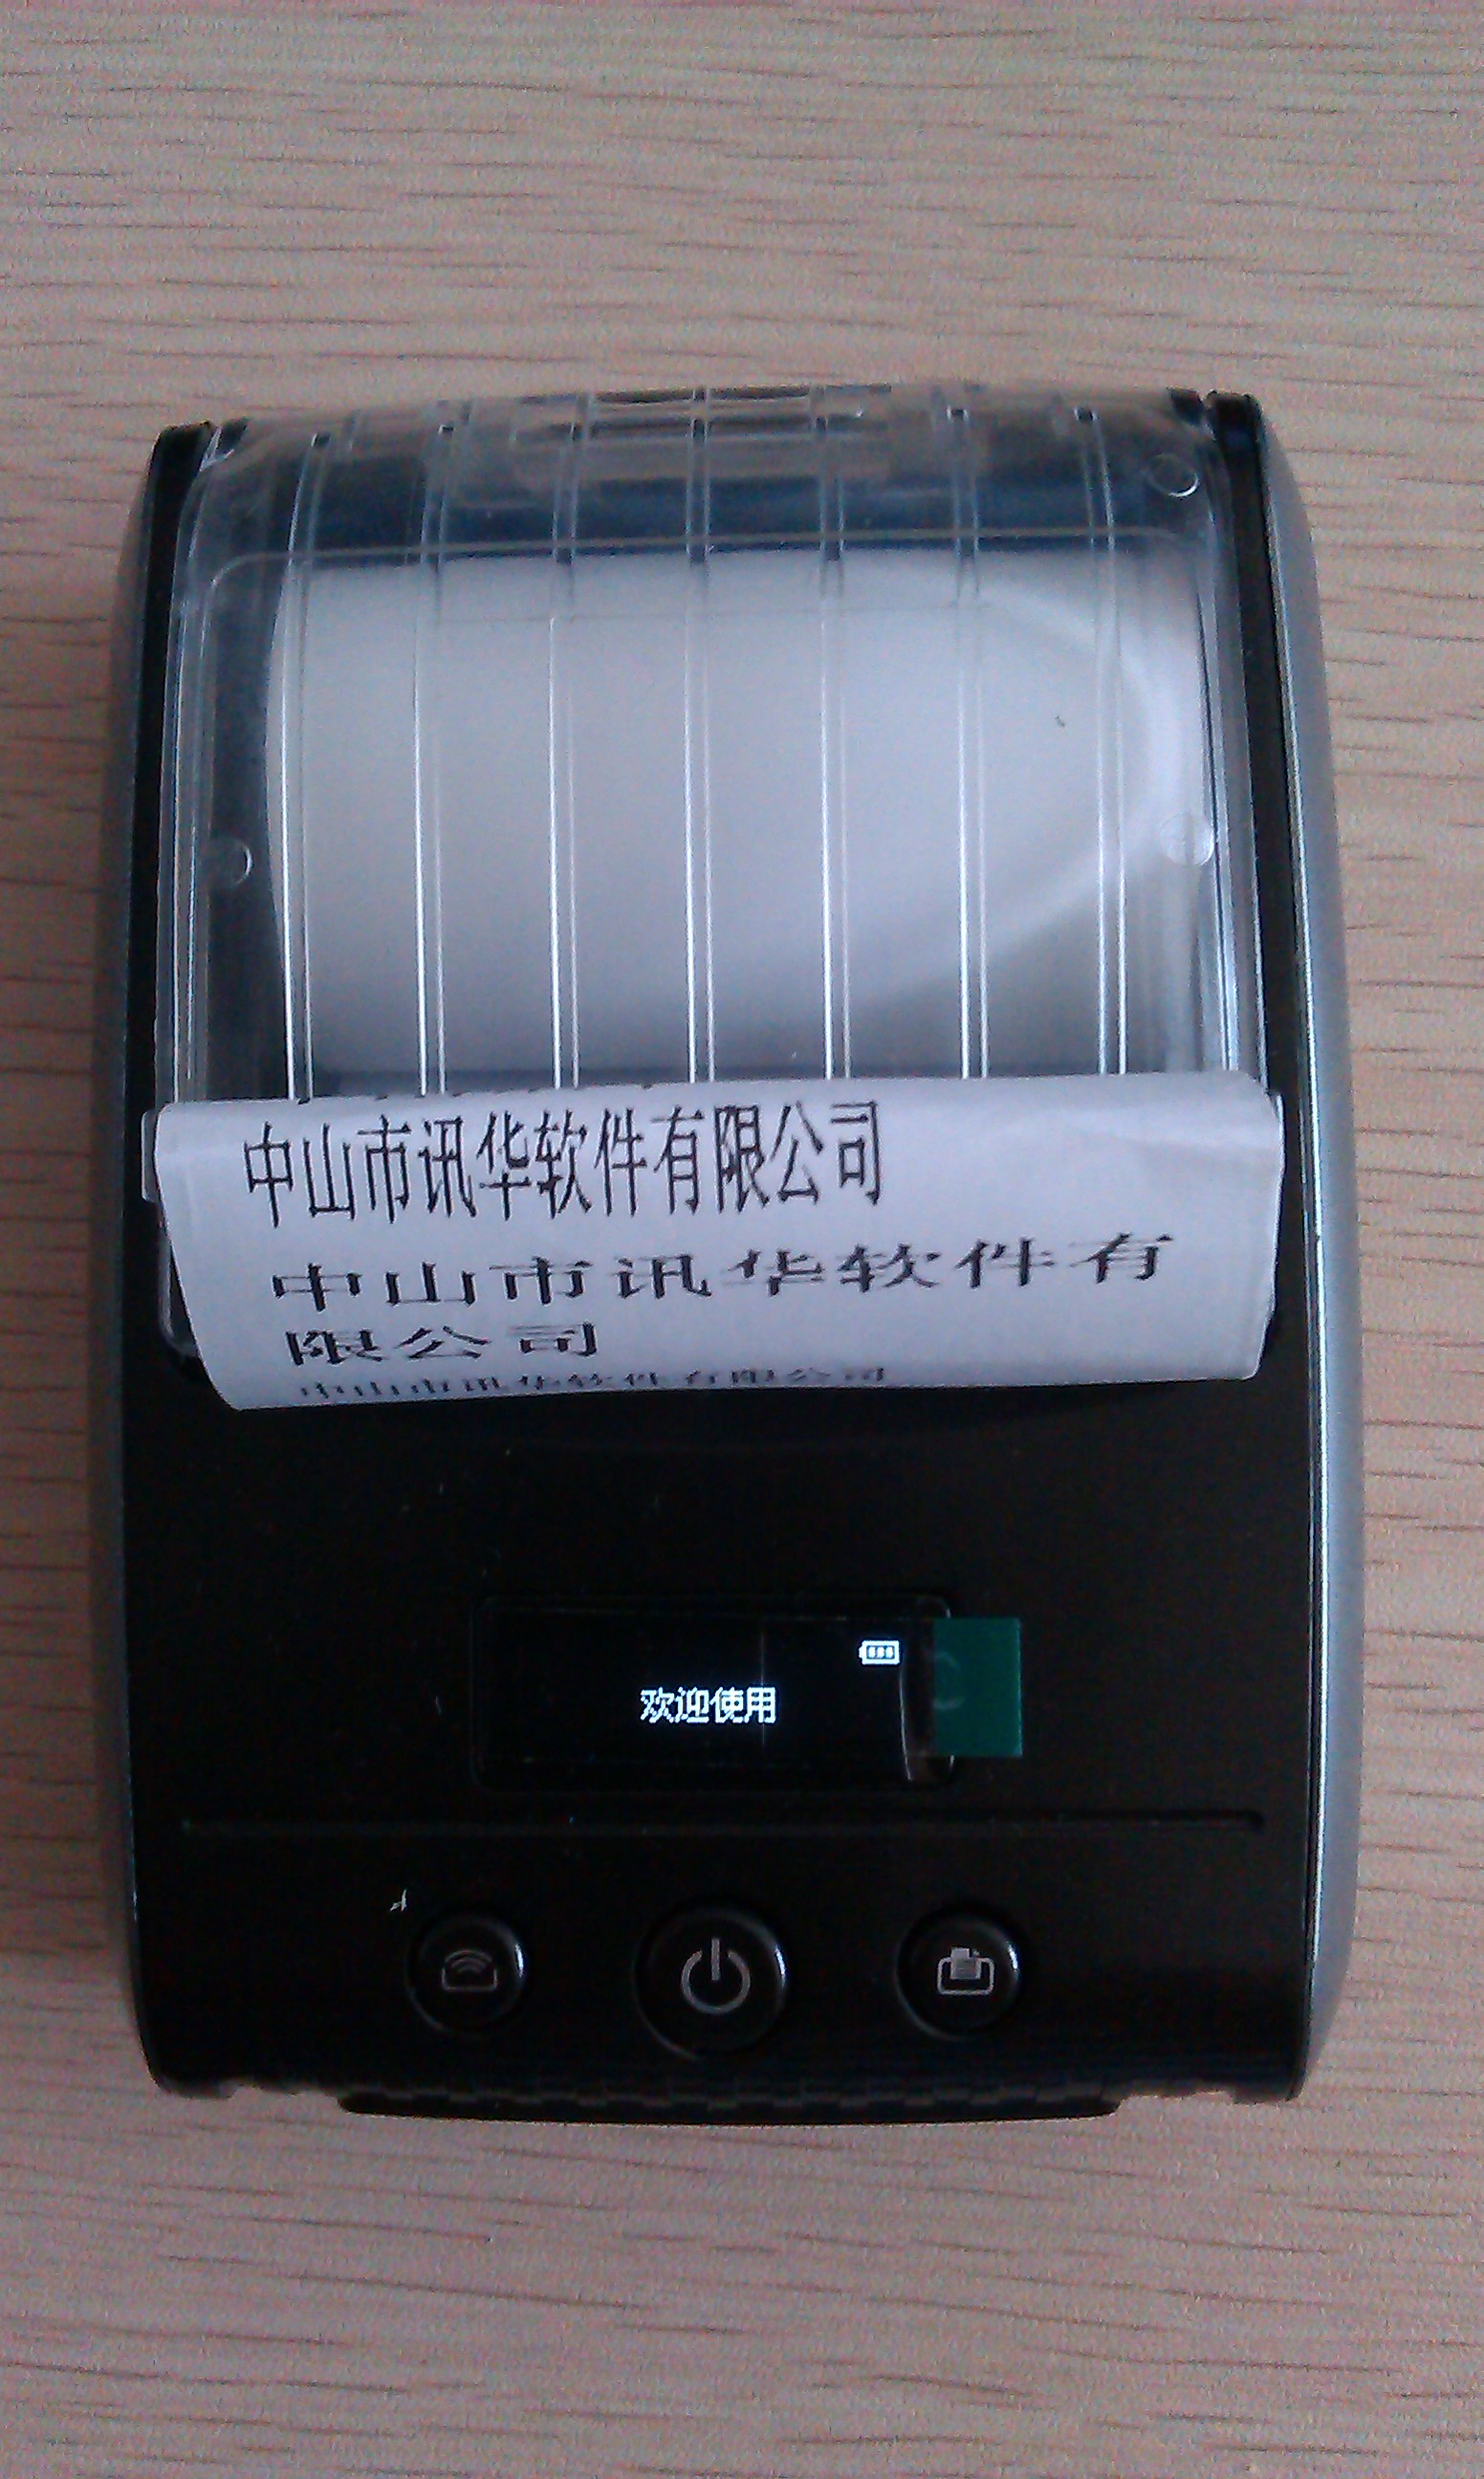 中山市讯华软件有限公司
中山市讯华软件有
限公司
中山市讯华软件有限公司
欢迎使用